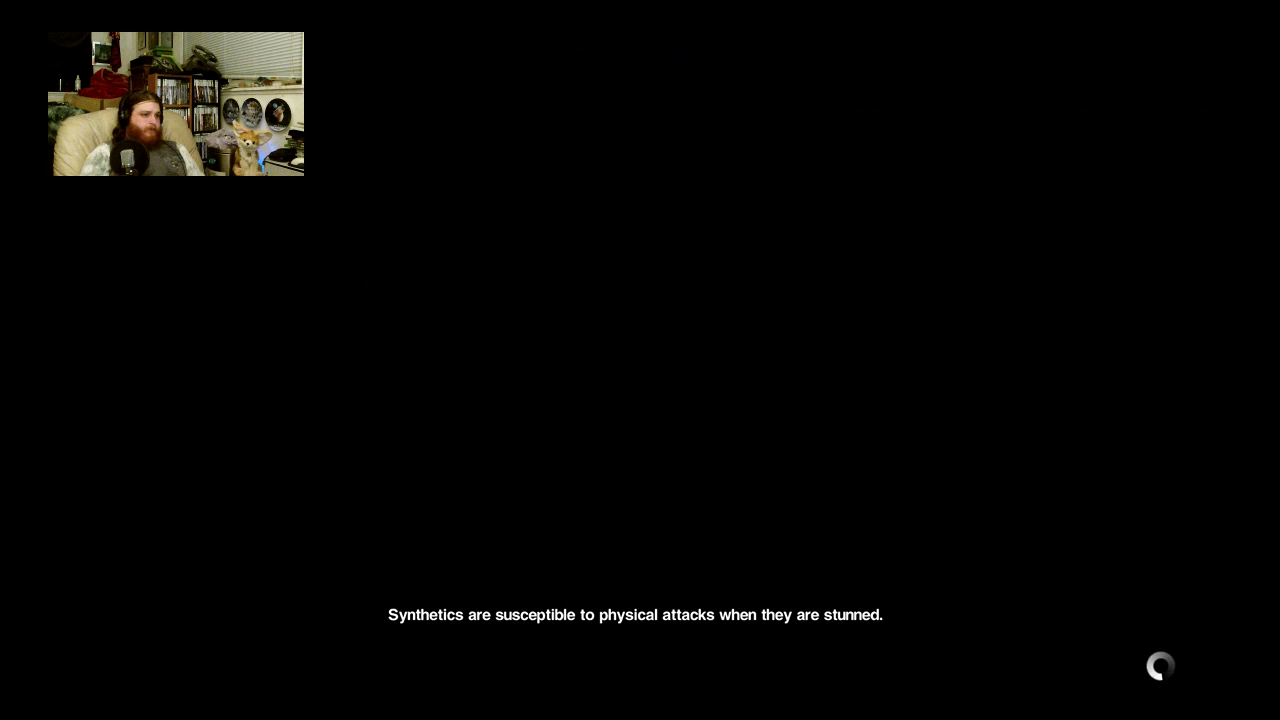 Synthetics are susceptible to physical attacks when they are stunned.